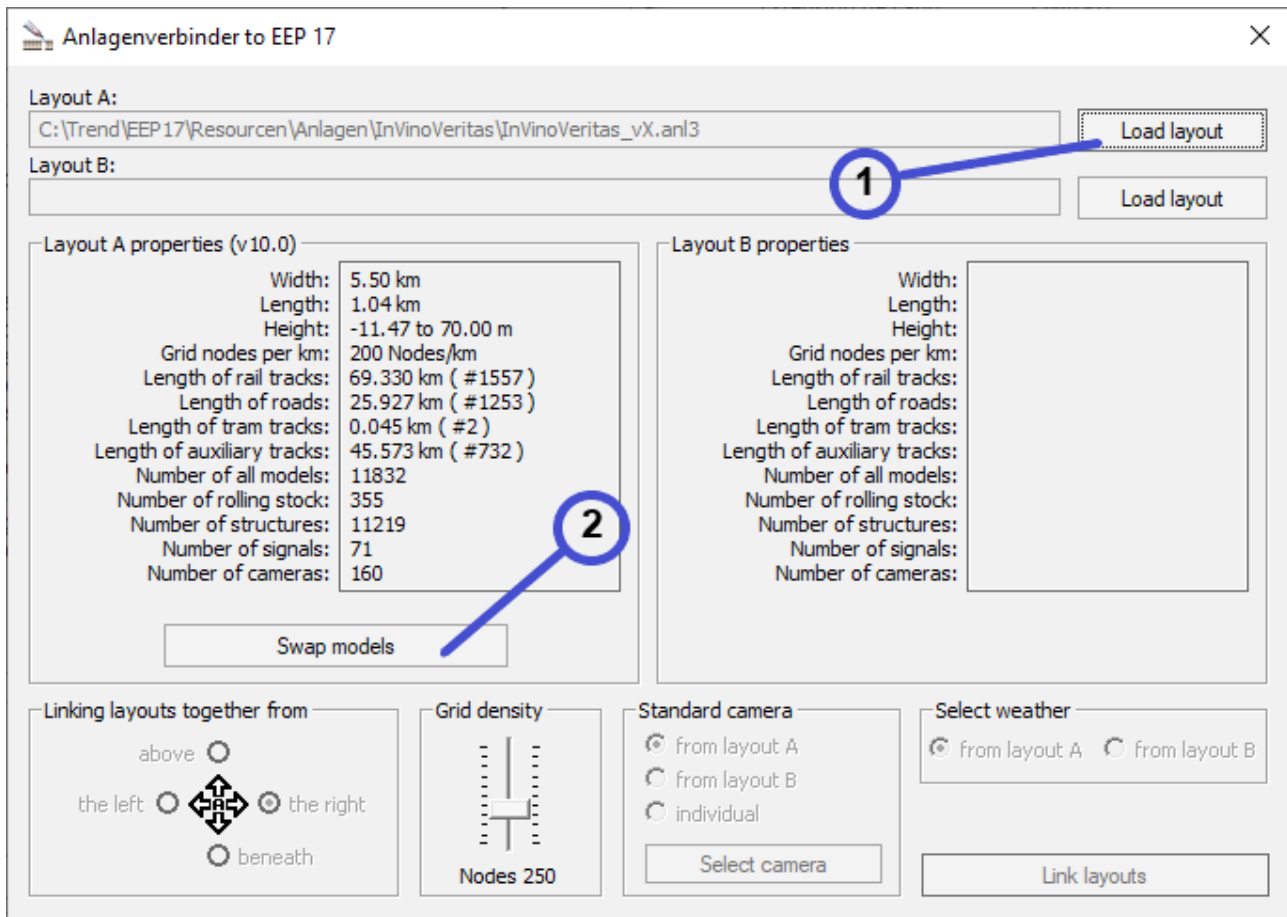 Anlagenverbinder to EEP 17
Layout A:
C:\Trend\EEP17\Resourcen\Anlagen\InVinoVeritas\InVinoVeritas_vX.anl3
Load layout
1
Layout B:
Load layout
Layout A properties (v10.0)
Width: 5.50 km
Length: 1.04 km
Height: -11.47 to 70.00 m
Grid nodes per km: 200 Nodes/km
Length of rail tracks: 69.330 km ( #1557 )
Length of roads: 25.927 km ( #1253 )
Length of tram tracks: 0.045 km ( #2 )
Length of auxiliary tracks: 45.573 km ( #732 )
Number of all models: 11832
Number of rolling stock: 355
Number of structures: 11219
Number of signals: 71
Number of cameras: 160
2
Swap models
Layout B properties
Width:
Length:
Height:
Grid nodes per km:
Length of rail tracks:
Length of roads:
Length of tram tracks:
Length of auxiliary tracks:
Number of all models:
Number of rolling stock:
Number of structures:
Number of signals:
Number of cameras:
Linking layouts together from
above
the left A the right
beneath
Grid density
Nodes 250
Standard camera
from layout A
from layout B
individual
Select camera
Select weather
from layout A from layout B
Link layouts